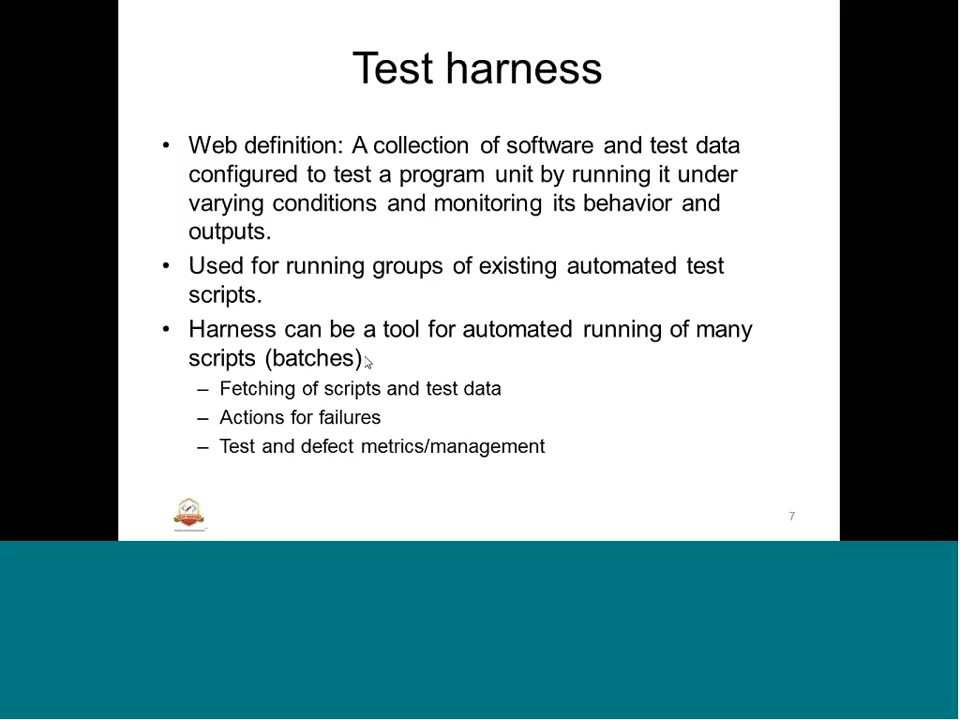 Test harness
• Web definition: A collection of software and test data
configured to test a program unit by running it under
varying conditions and monitoring its behavior and
outputs.
• Used for running groups of existing automated test
scripts.
• Harness can be a tool for automated running of many
scripts (batches)
– Fetching of scripts and test data
– Actions for failures
– Test and defect metrics/management
7